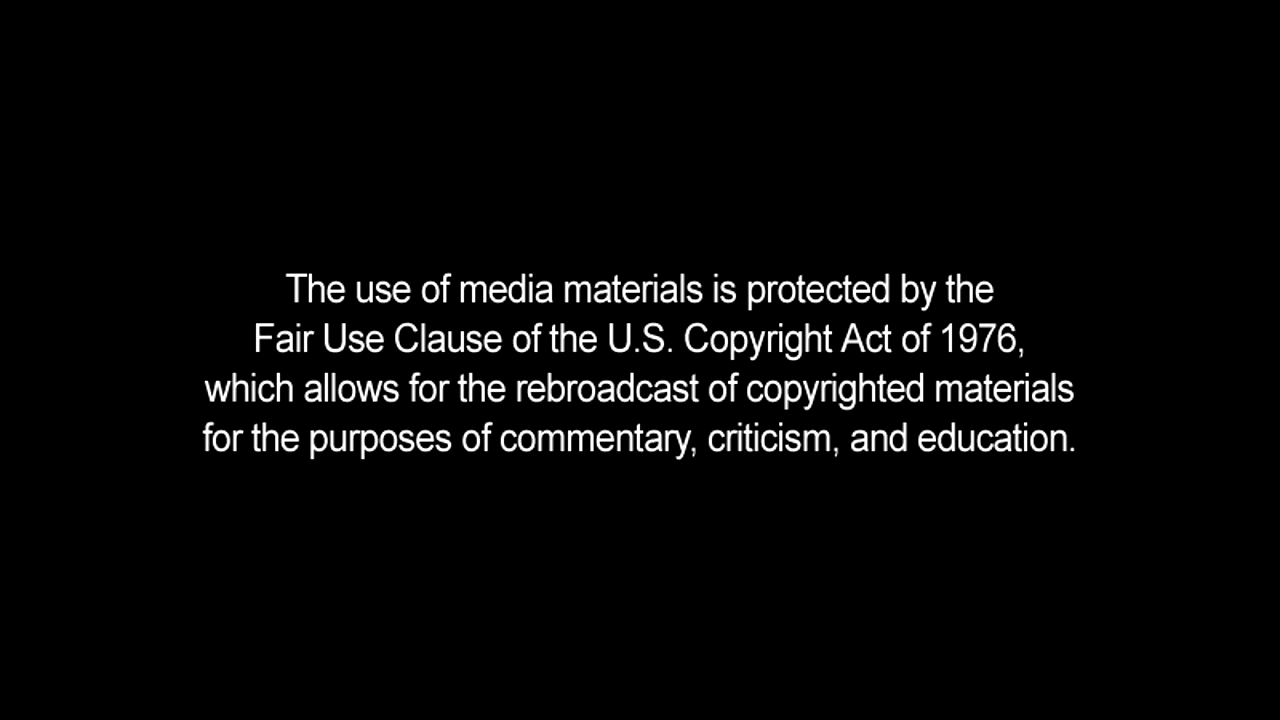 The use of media materials is protected by the
Fair Use Clause of the U.S. Copyright Act of 1976,
which allows for the rebroadcast of copyrighted materials
for the purposes of commentary, criticism, and education.